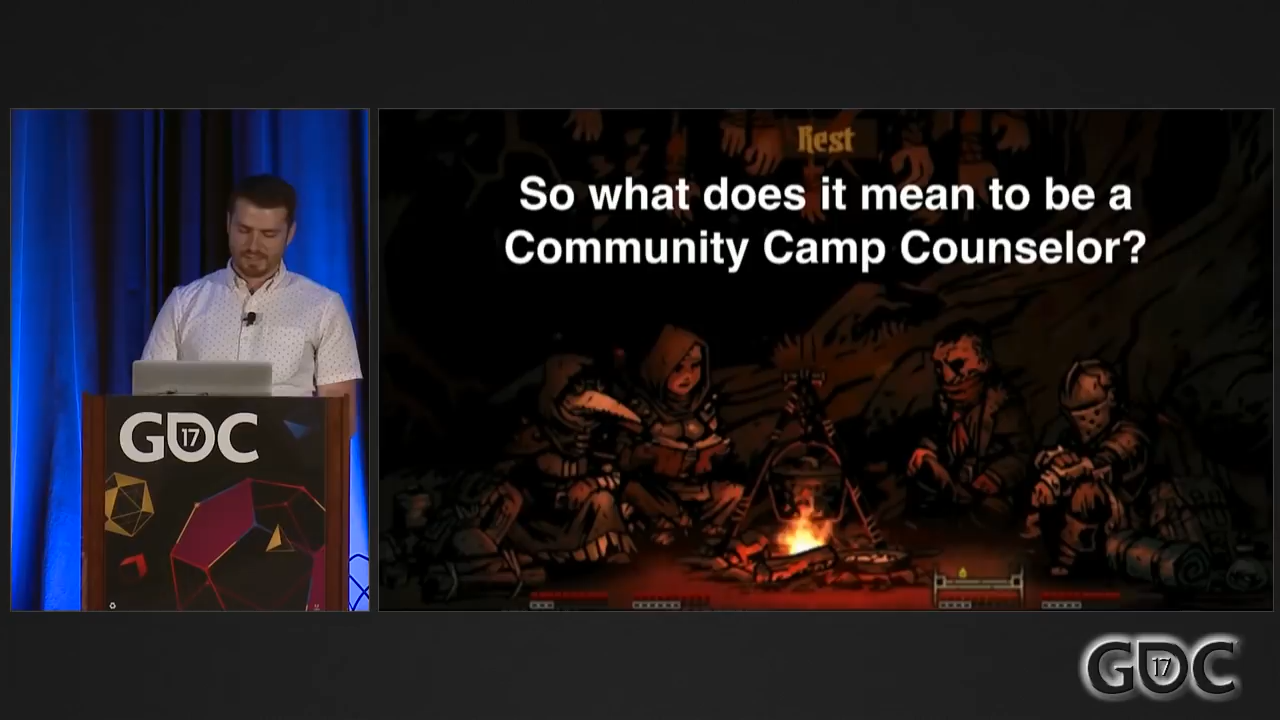 Rest
So what does it mean to be a
Community Camp Counselor?
GDC
17
GDC
17